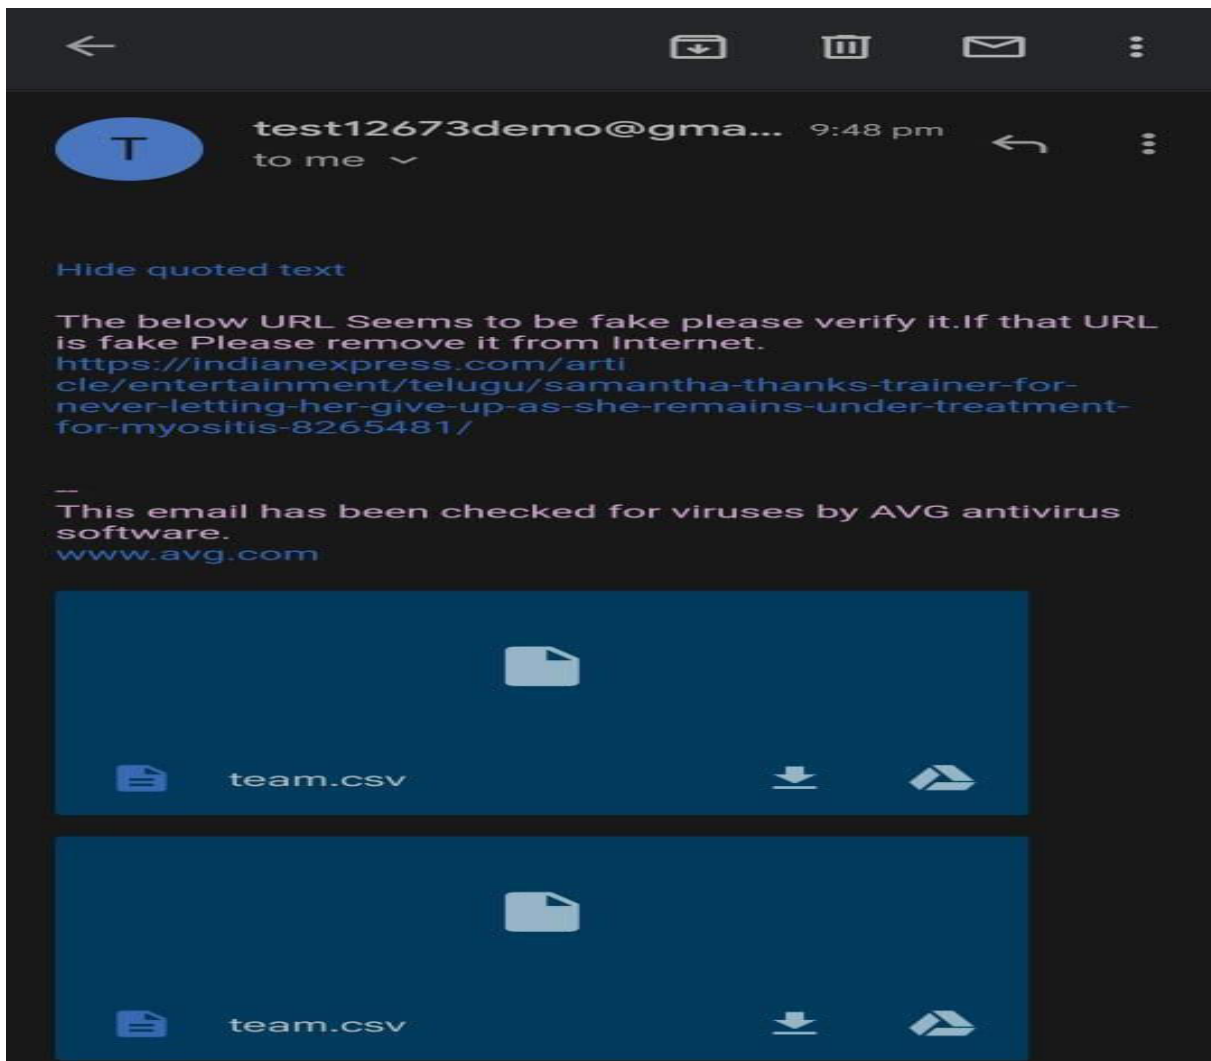 T
test12673demo@gma... 9:48 pm
to me
Hide quoted text
The below URL Seems to be fake please verify it.If that URL
is fake Please remove it from Internet.
https://indianexpress.com/arti
cle/entertainment/telugu/samantha-thanks-trainer-for-
never-letting-her-give-up-as-she-remains-under-treatment-
for-myositis-8265481/
--
This email has been checked for viruses by AVG antivirus
software.
www.avg.com
team.csv
team.csv